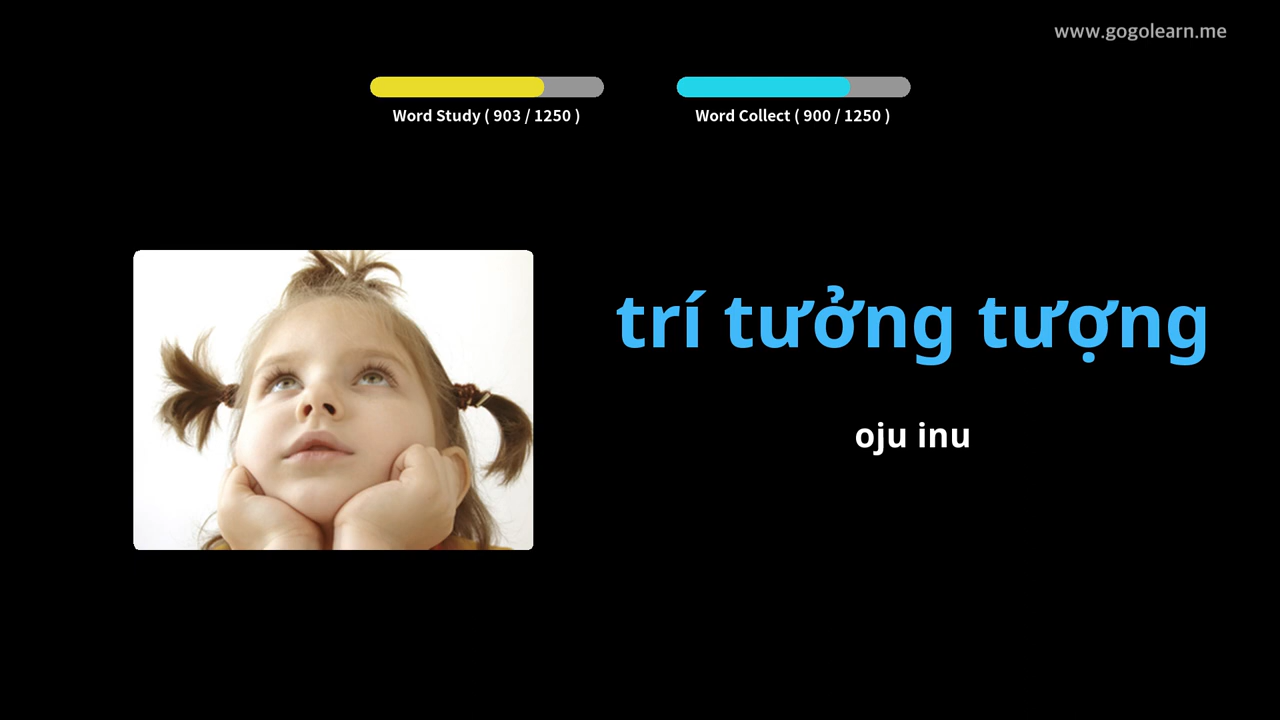 www.gogolearn.me
Word Study ( 903 / 1250 )
Word Collect ( 900 / 1250 )
trí tưởng tượng
oju inu